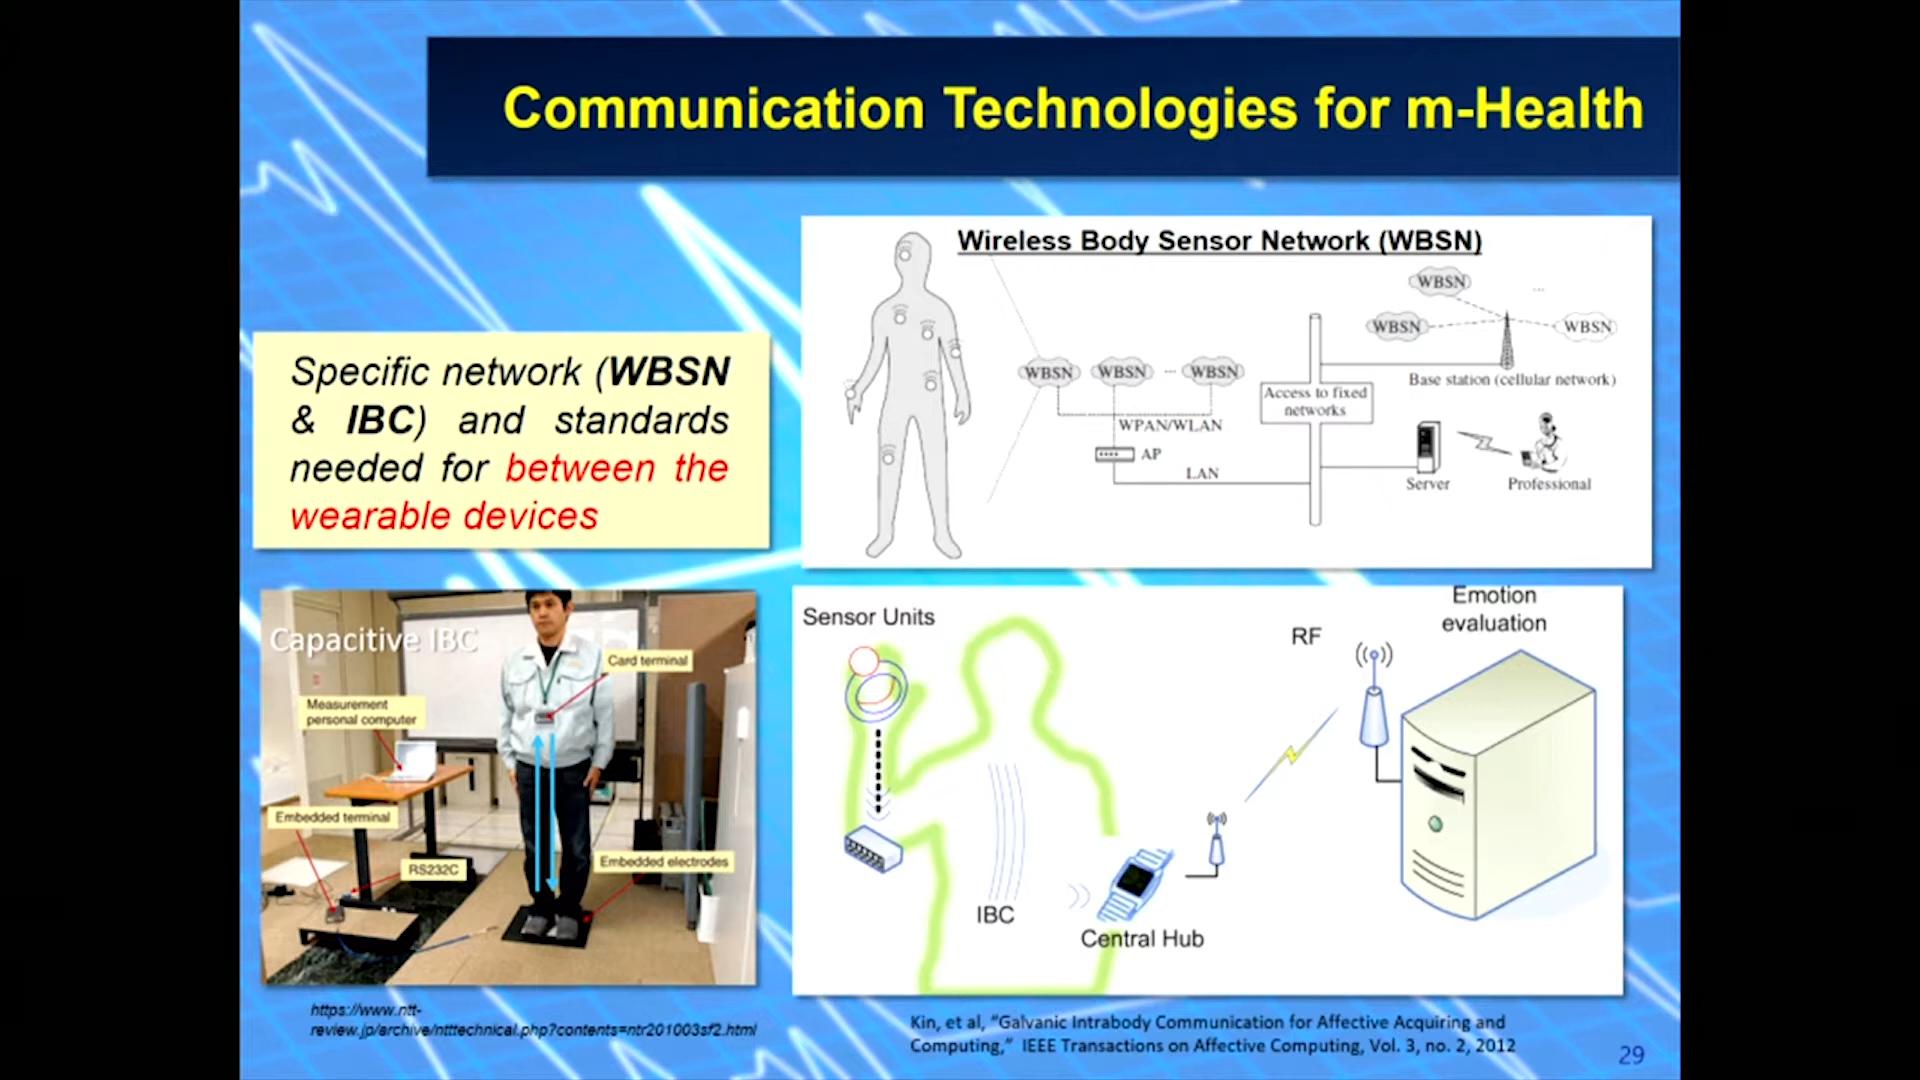 Communication Technologies for m-Health
Specific network (WBSN
& IBC) and standards
needed for between the
wearable devices
Wireless Body Sensor Network (WBSN)
WBSN
...
WBSN
WBSN
WBSN
WBSN
...
WBSN
Base station (cellular network)
Access to fixed
networks
WPAN/WLAN
AP
LAN
Server
Professional
Capacitive IBC
Card terminal
Measurement
personal computer
Embedded terminal
RS232C
Embedded electrodes
Sensor Units
IBC
Central Hub
RF
Emotion
evaluation
https://www.ntt-
review.jp/archive/ntttechnical.php?contents=ntr201003sf2.html
Kin, et al, "Galvanic Intrabody Communication for Affective Acquiring and
Computing," IEEE Transactions on Affective Computing, Vol. 3, no. 2, 2012
29